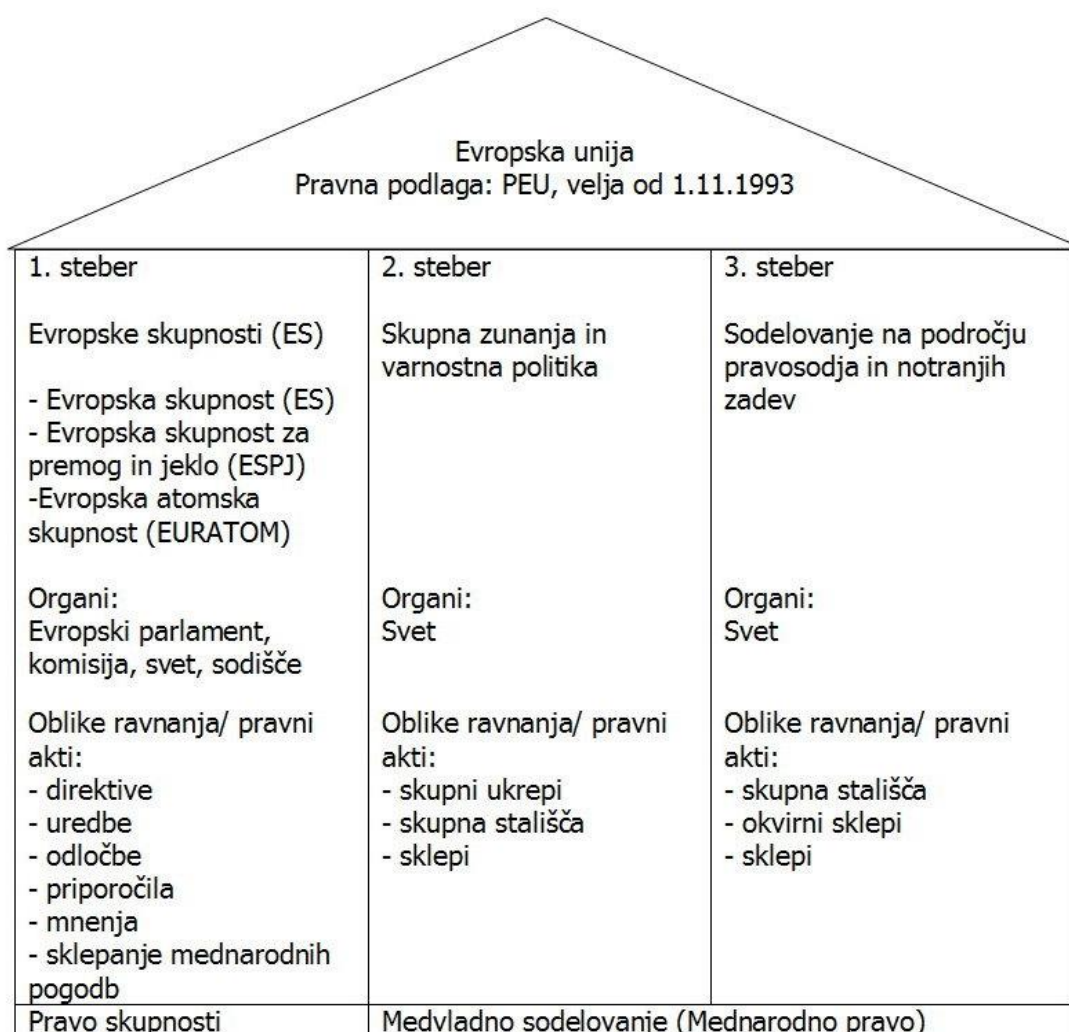 Evropska unija
Pravna podlaga: PEU, velja od 1.11.1993
1. steber
Evropske skupnosti (ES)
- Evropska skupnost (ES)
- Evropska skupnost za
premog in jeklo (ESPJ)
-Evropska atomska
skupnost (EURATOM)
Organi:
Evropski parlament,
komisija, svet, sodišče
Oblike ravnanja/ pravni
akti:
- direktive
- uredbe
- odločbe
- priporočila
- mnenja
- sklepanje mednarodnih
pogodb
Pravo skupnosti
2. steber
Skupna zunanja in
varnostna politika
Organi:
Svet
Oblike ravnanja/ pravni
akti:
- skupni ukrepi
- skupna stališča
- sklepi
3. steber
Sodelovanje na področju
pravosodja in notranjih
zadev
Organi:
Svet
Oblike ravnanja/ pravni
akti:
- skupna stališča
- okvirni sklepi
- sklepi
Medvladno sodelovanje (Mednarodno pravo)